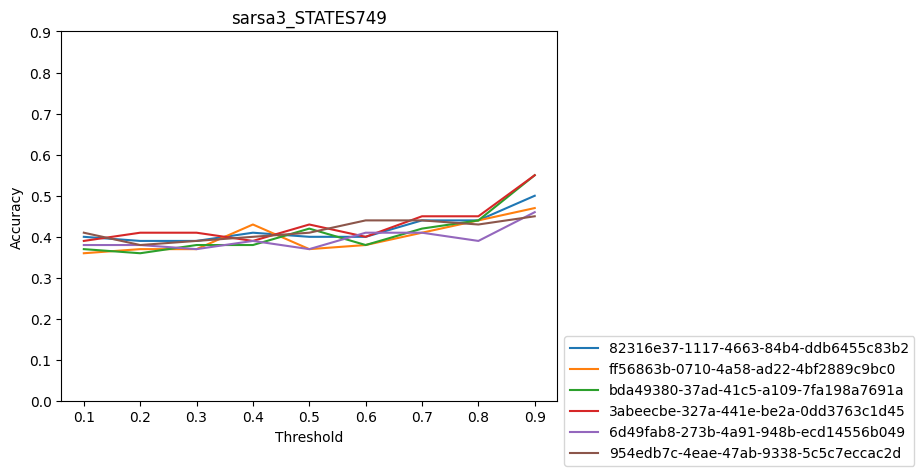 sarsa3_STATES749
0.9
0.8
0.7
0.6
0.5
0.4
0.3
0.2
0.1
0.0
Accuracy
0.1 0.2 0.3 0.4 0.5 0.6 0.7 0.8 0.9
Threshold
82316e37-1117-4663-84b4-ddb6455c83b2
ff56863b-0710-4a58-ad22-4bf2889c9bc0
bda49380-37ad-41c5-a109-7fa198a7691a
3abeecbe-327a-441e-be2a-0dd3763c1d45
6d49fab8-273b-4a91-948b-ecd14556b049
954edb7c-4eae-47ab-9338-5c5c7eccac2d